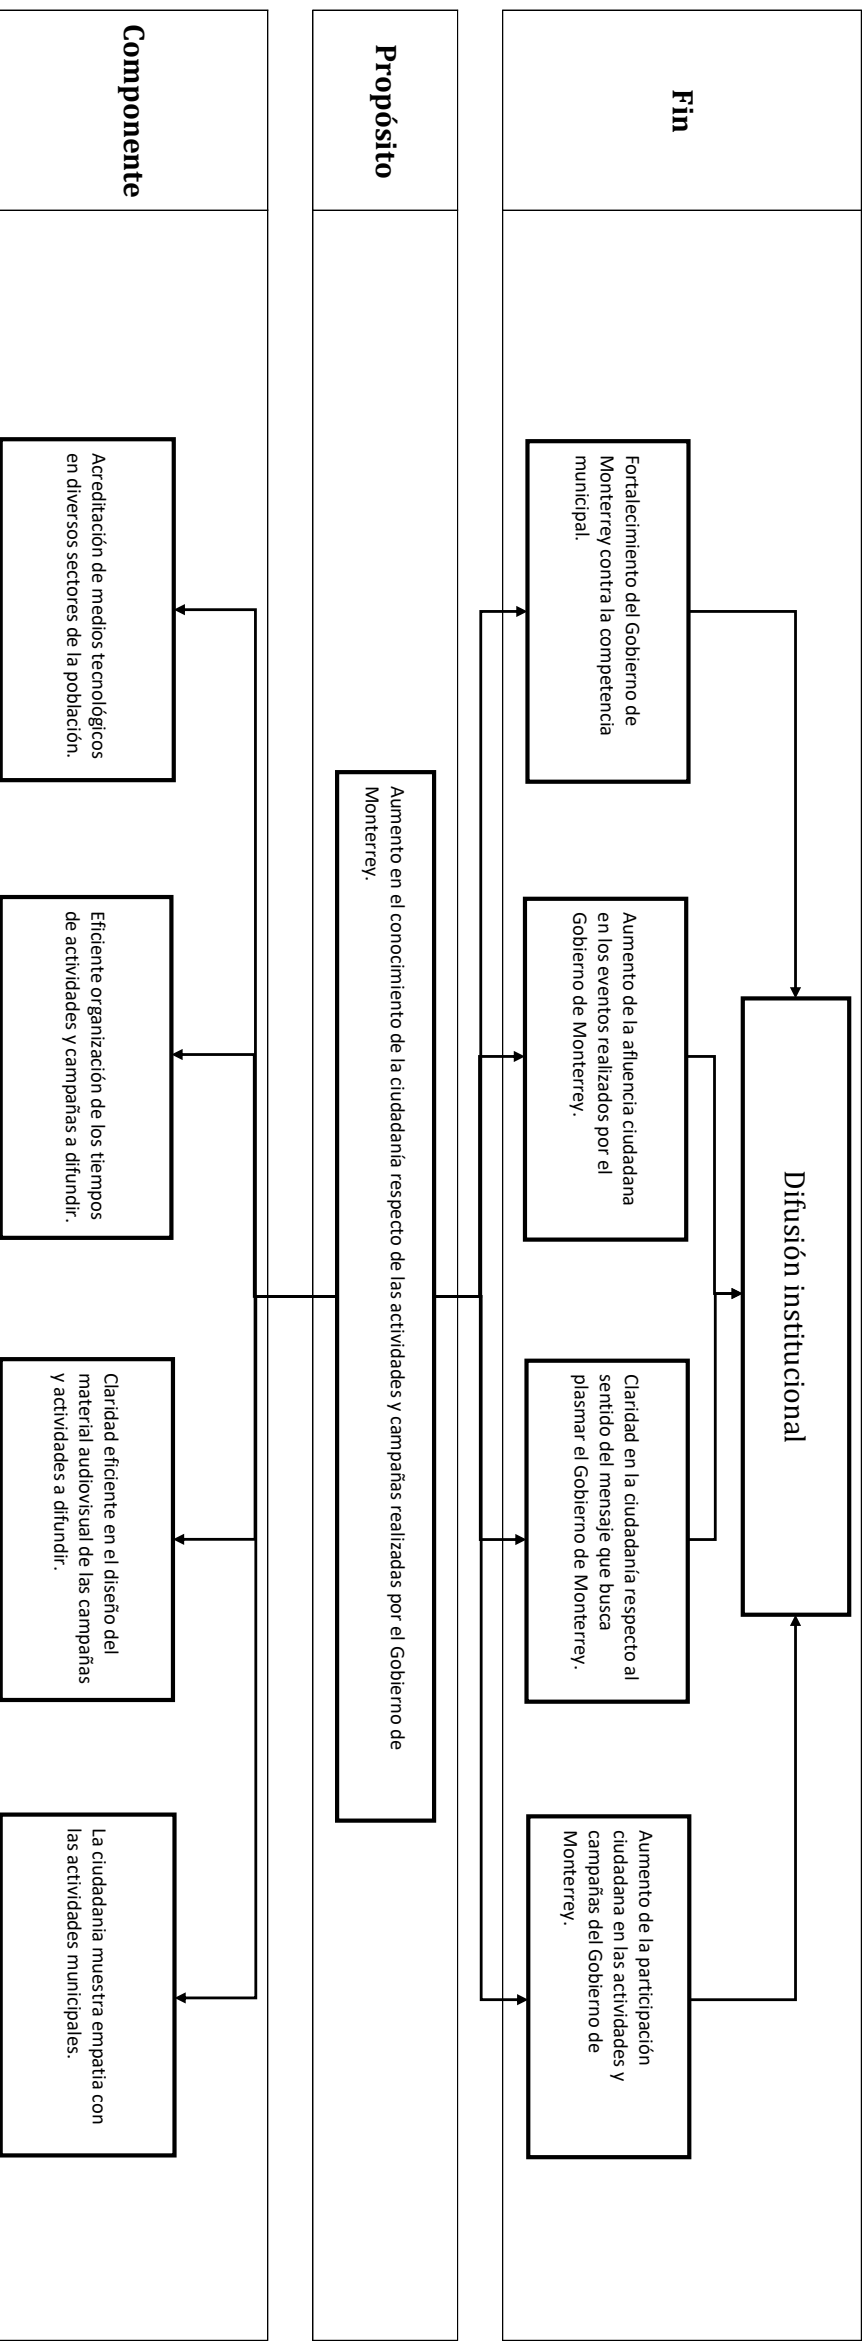 Fin
Difusión institucional
Fortalecimiento del Gobierno de
Monterrey contra la competencia
municipal.
Aumento de la afluencia ciudadana
en los eventos realizados por el
Gobierno de Monterrey.
Claridad en la ciudadanía respecto al
sentido del mensaje que busca
plasmar el Gobierno de Monterrey.
Aumento de la participación
ciudadana en las actividades y
campañas del Gobierno de
Monterrey.
Propósito
Aumento en el conocimiento de la ciudadanía respecto de las actividades y campañas realizadas por el Gobierno de
Monterrey.
Componente
Acreditación de medios tecnológicos
en diversos sectores de la población.
Eficiente organización de los tiempos
de actividades y campañas a difundir.
Claridad eficiente en el diseño del
material audiovisual de las campañas
y actividades a difundir.
La ciudadania muestra empatia con
las actividades municipales.